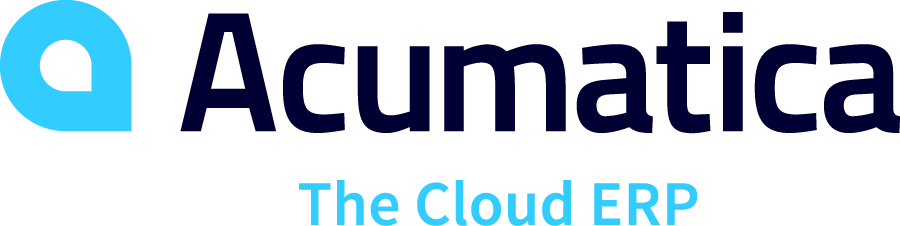 Acumatica
The Cloud ERP